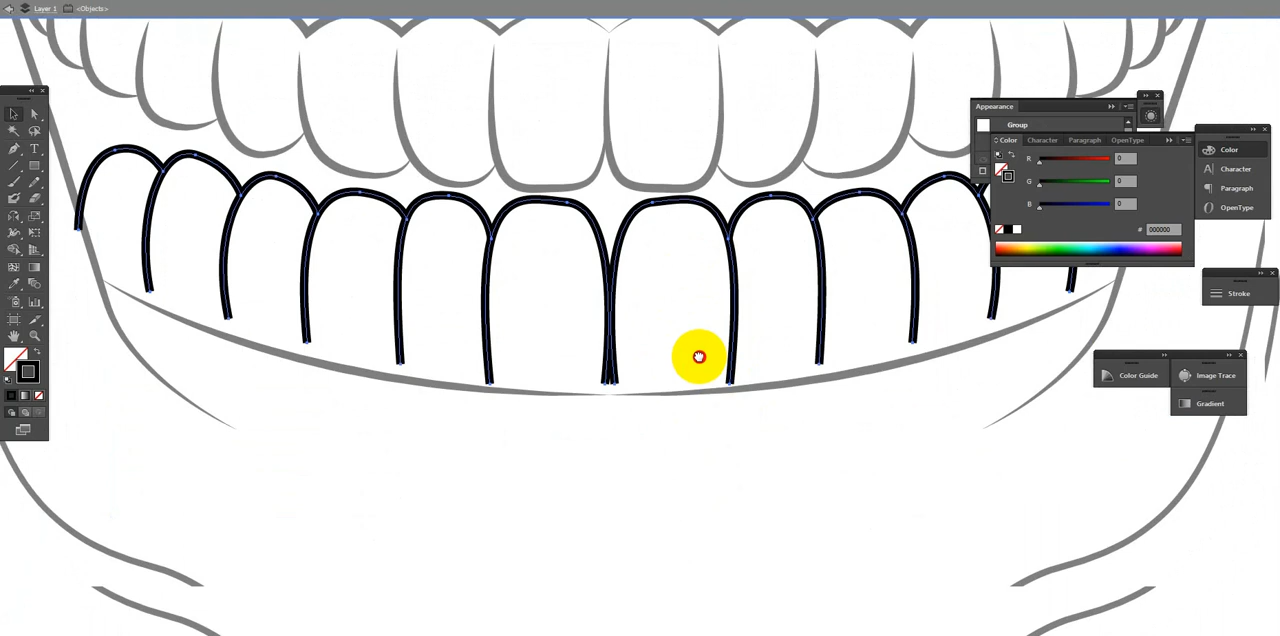 Layer 1 <Objects>
Appearance
Group
Color Character Paragraph OpenType
R 0
G 0
B 0
# 000000
Color
Character
Paragraph
OpenType
Stroke
Color Guide
Image Trace
Gradient